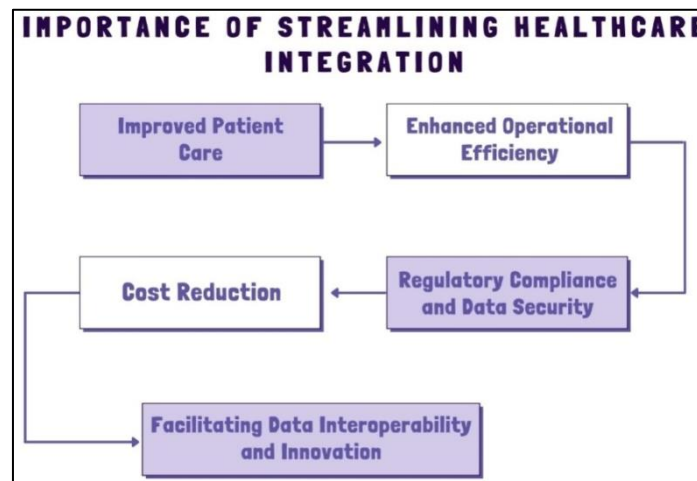 IMPORTANCE OF STREAMLINING HEALTHCARE
INTEGRATION
Improved Patient
Care
Enhanced Operational
Efficiency
Regulatory Compliance
and Data Security
Cost Reduction
Facilitating Data Interoperability
and Innovation